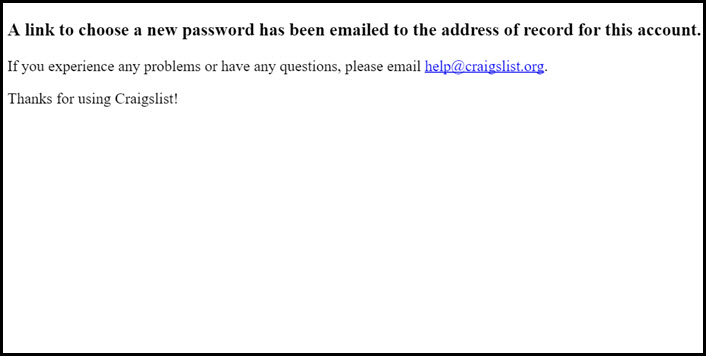 A link to choose a new password has been emailed to the address of record for this account.
If you experience any problems or have any questions, please email help@craigslist.org.
Thanks for using Craigslist!